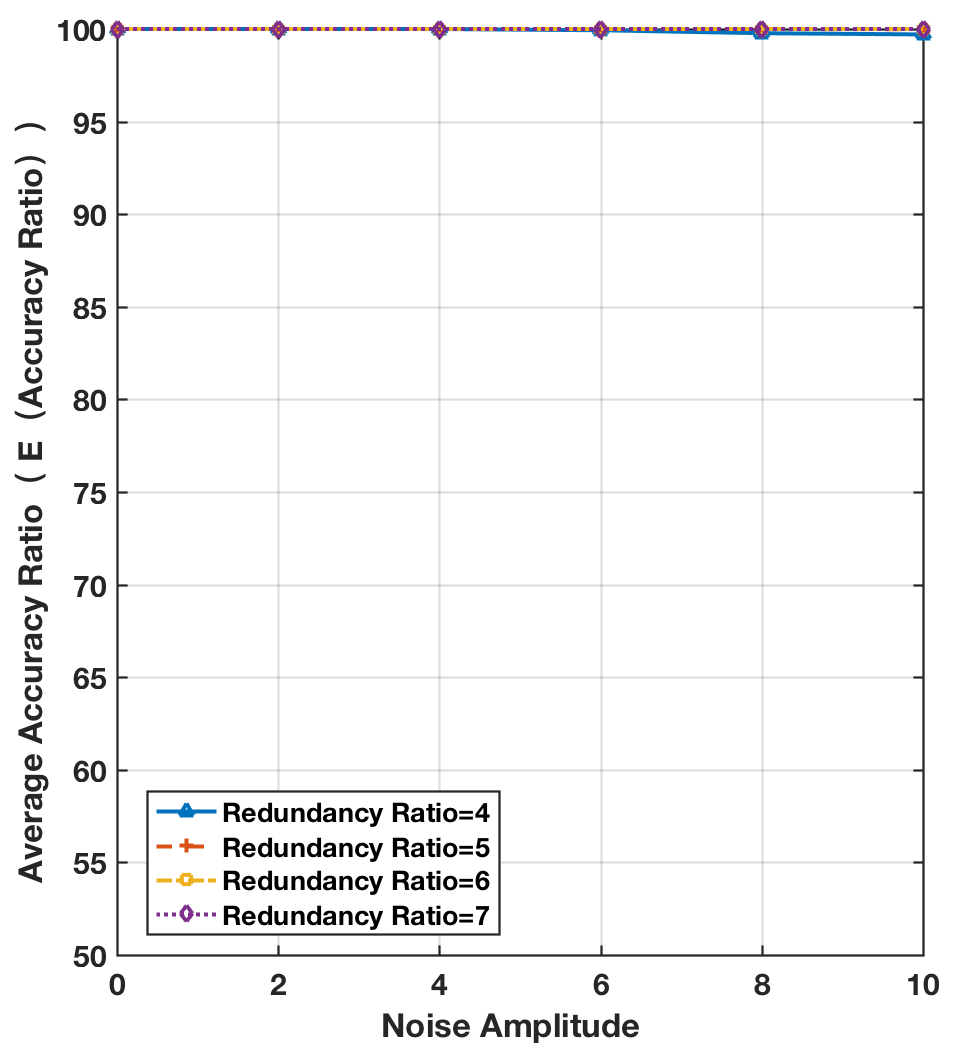 100
95
90
85
80
75
70
65
60
55
50
Average Accuracy Ratio ( E (Accuracy Ratio) )
Redundancy Ratio=4
Redundancy Ratio=5
Redundancy Ratio=6
Redundancy Ratio=7
0 2 4 6 8 10
Noise Amplitude